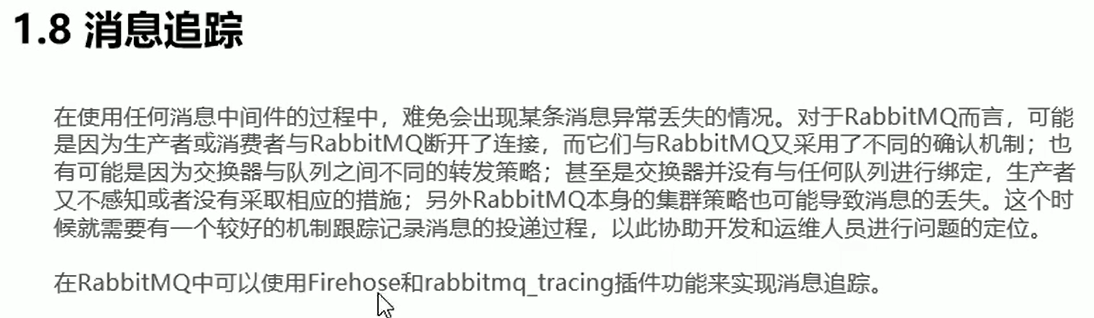 1.8 消息追踪
在使用任何消息中间件的过程中，难免会出现某条消息异常丢失的情况。对于RabbitMQ而言，可能
是因为生产者或消费者与RabbitMQ断开了连接，而它们与RabbitMQ又采用了不同的确认机制；也
有可能是因为交换器与队列之间不同的转发策略；甚至是交换器并没有与任何队列进行绑定，生产者
又不感知或者没有采取相应的措施；另外RabbitMQ本身的集群策略也可能导致消息的丢失。这个时
候就需要有一个较好的机制跟踪记录消息的投递过程，以此协助开发和运维人员进行问题的定位。
在RabbitMQ中可以使用Firehose和rabbitmq_tracing插件功能来实现消息追踪。